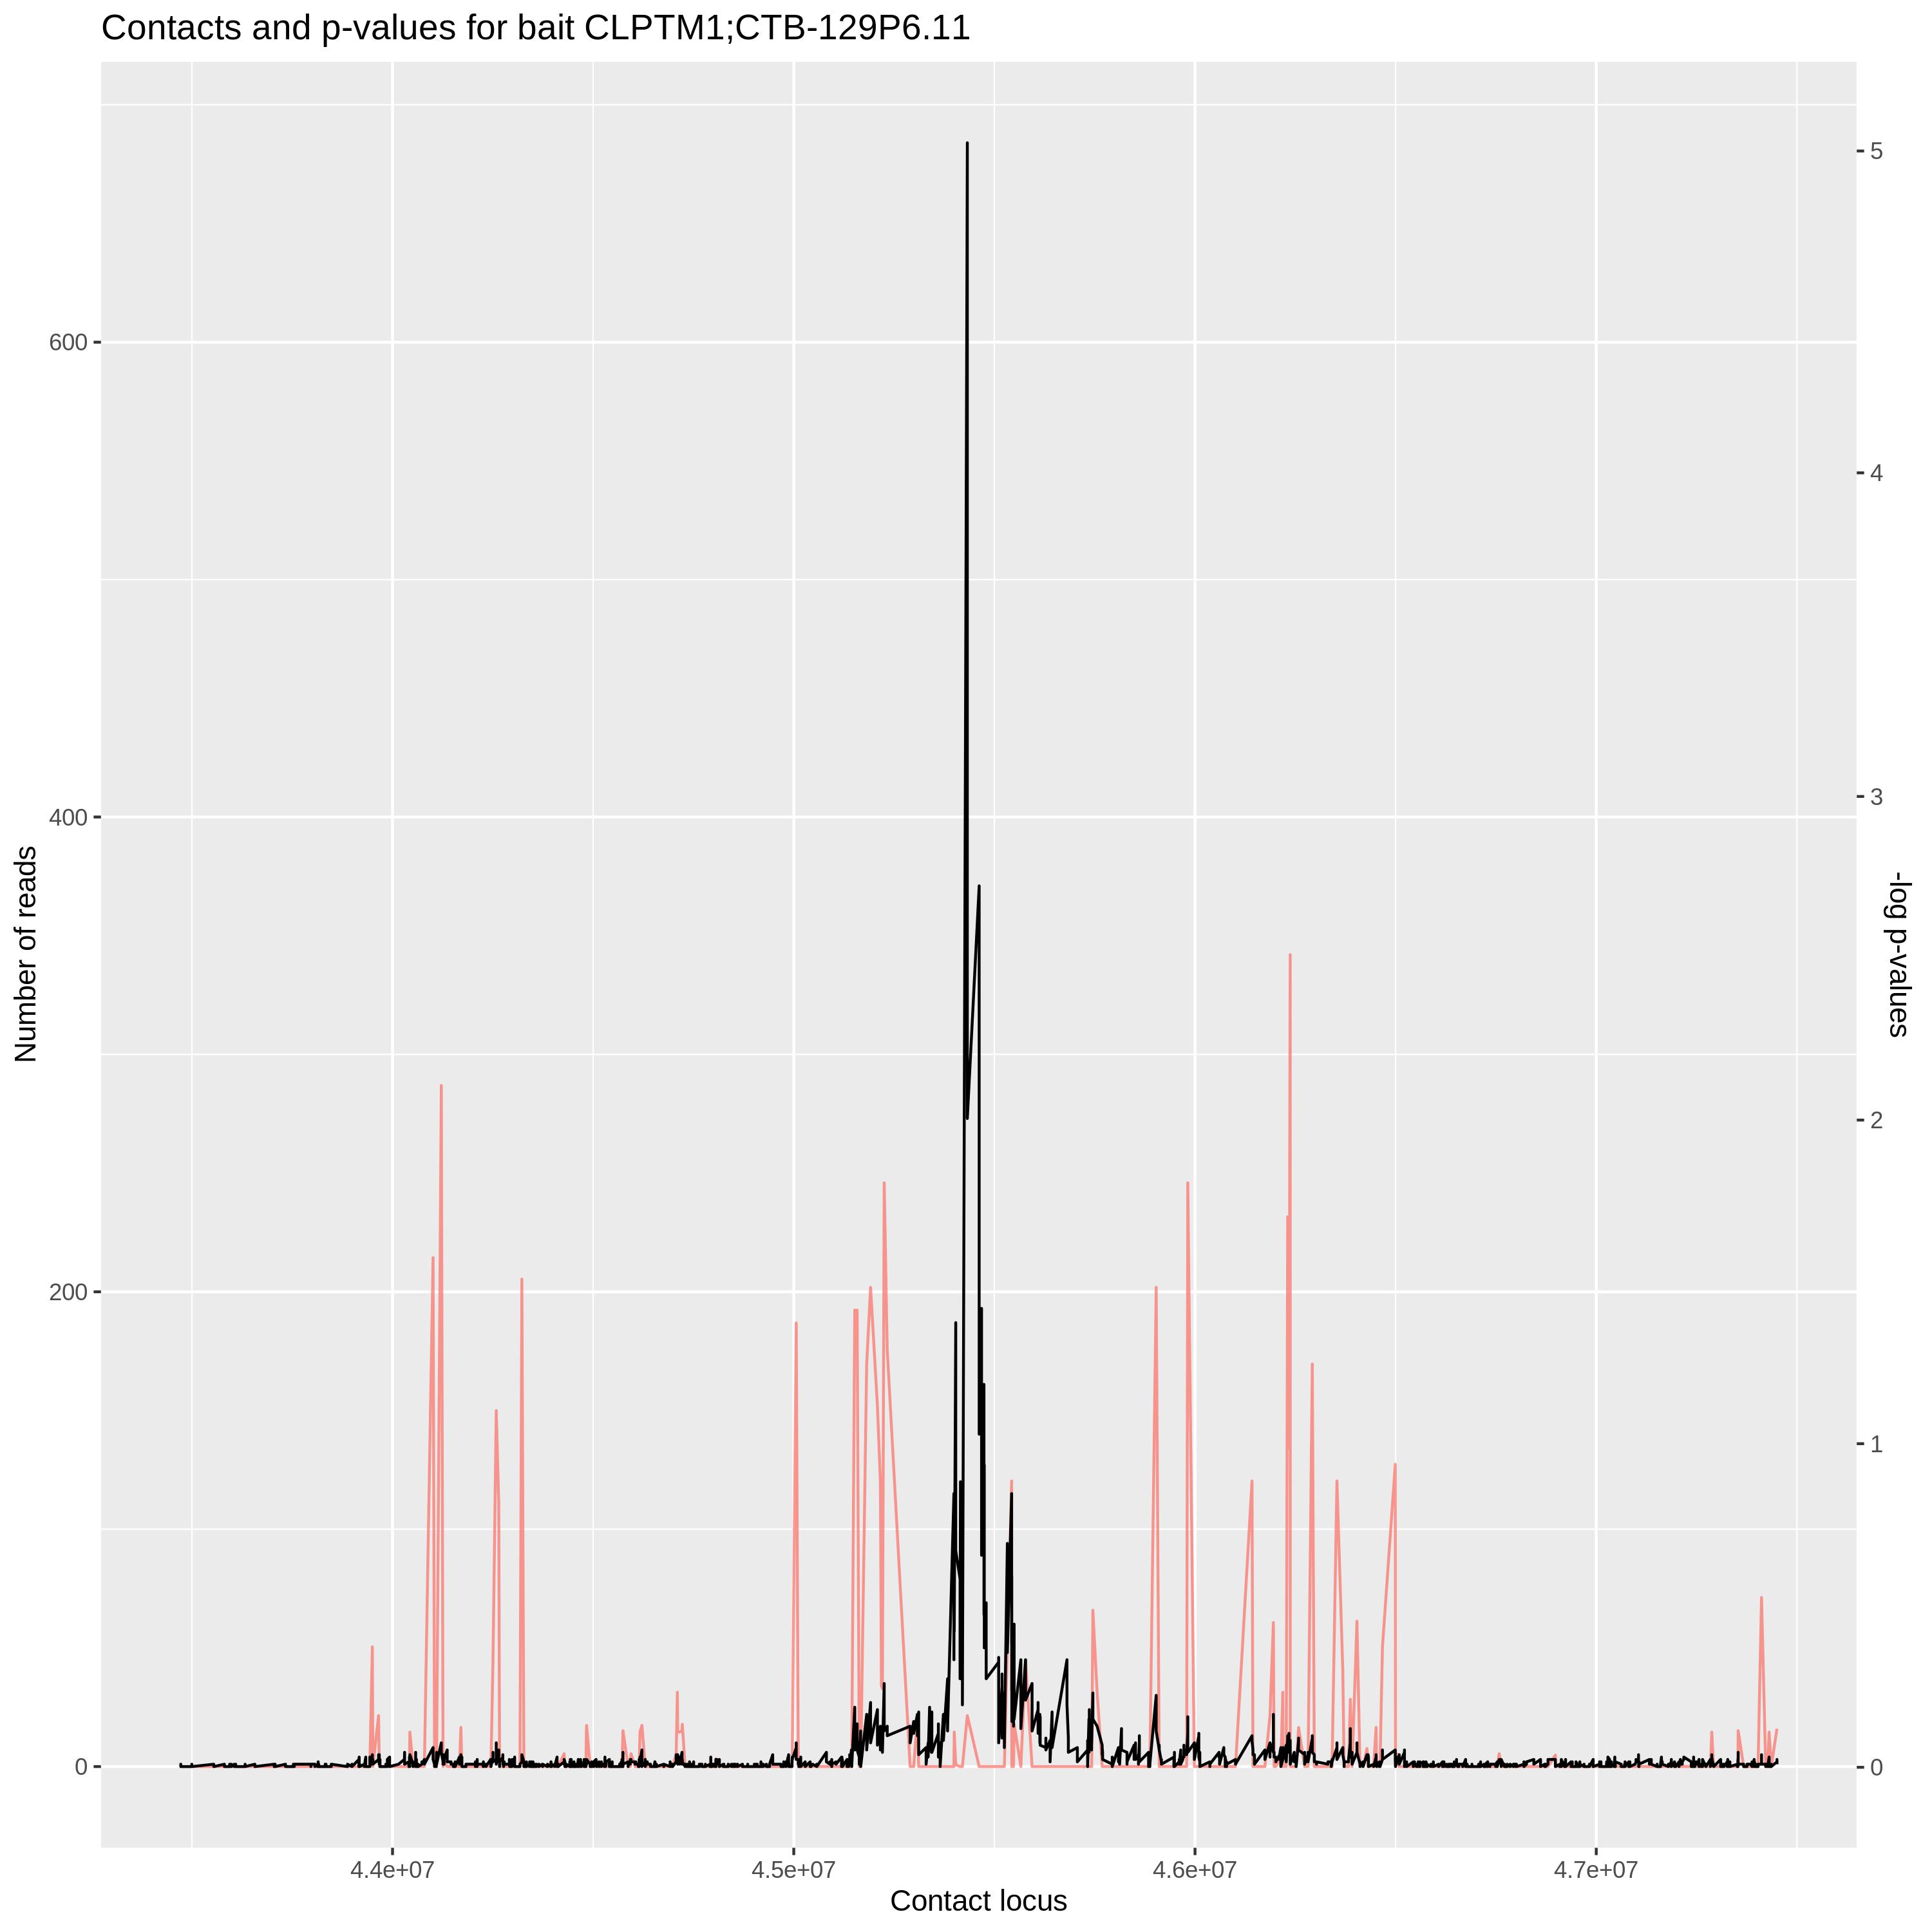 Contacts and p-values for bait CLPTM1;CTB-129P6.11
Number of reads
600
400
200
0
5
4
3
2
1
0
-log p-values
4.4e+07
4.5e+07
4.6e+07
4.7e+07
Contact locus